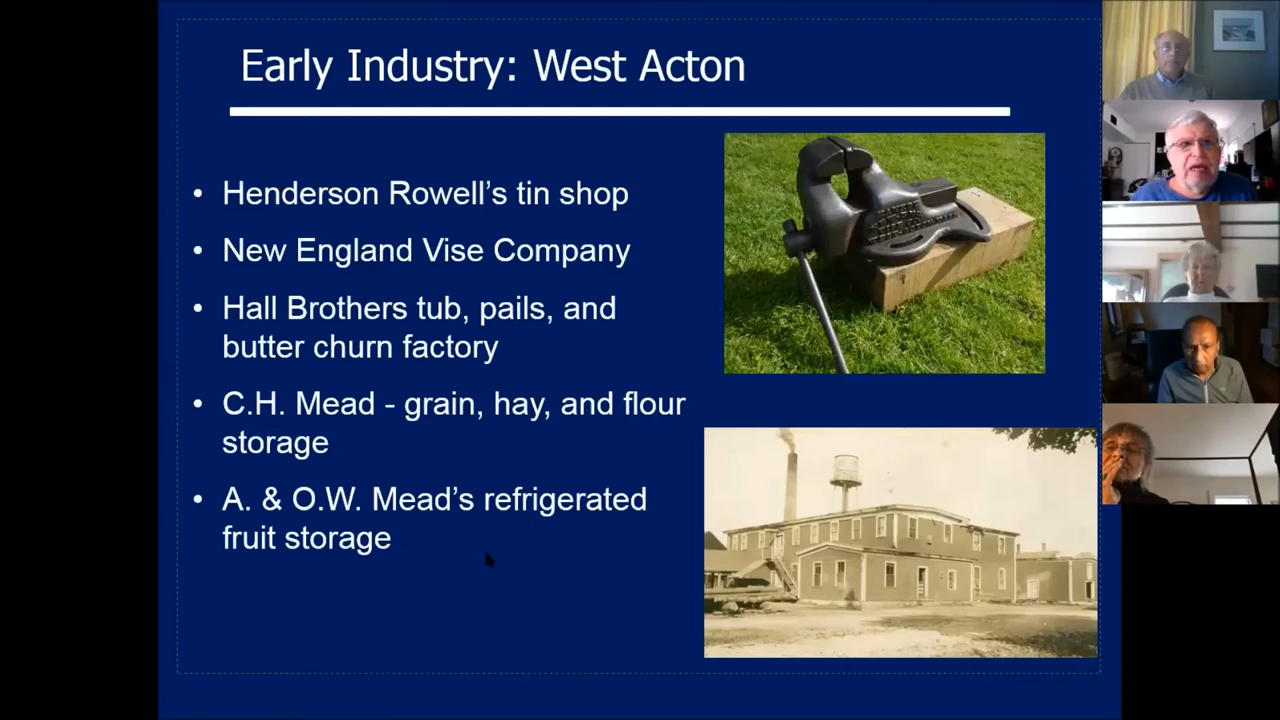 Early Industry: West Acton
• Henderson Rowell’s tin shop
• New England Vise Company
• Hall Brothers tub, pails, and
butter churn factory
• C.H. Mead - grain, hay, and flour
storage
• A. & O.W. Mead’s refrigerated
fruit storage